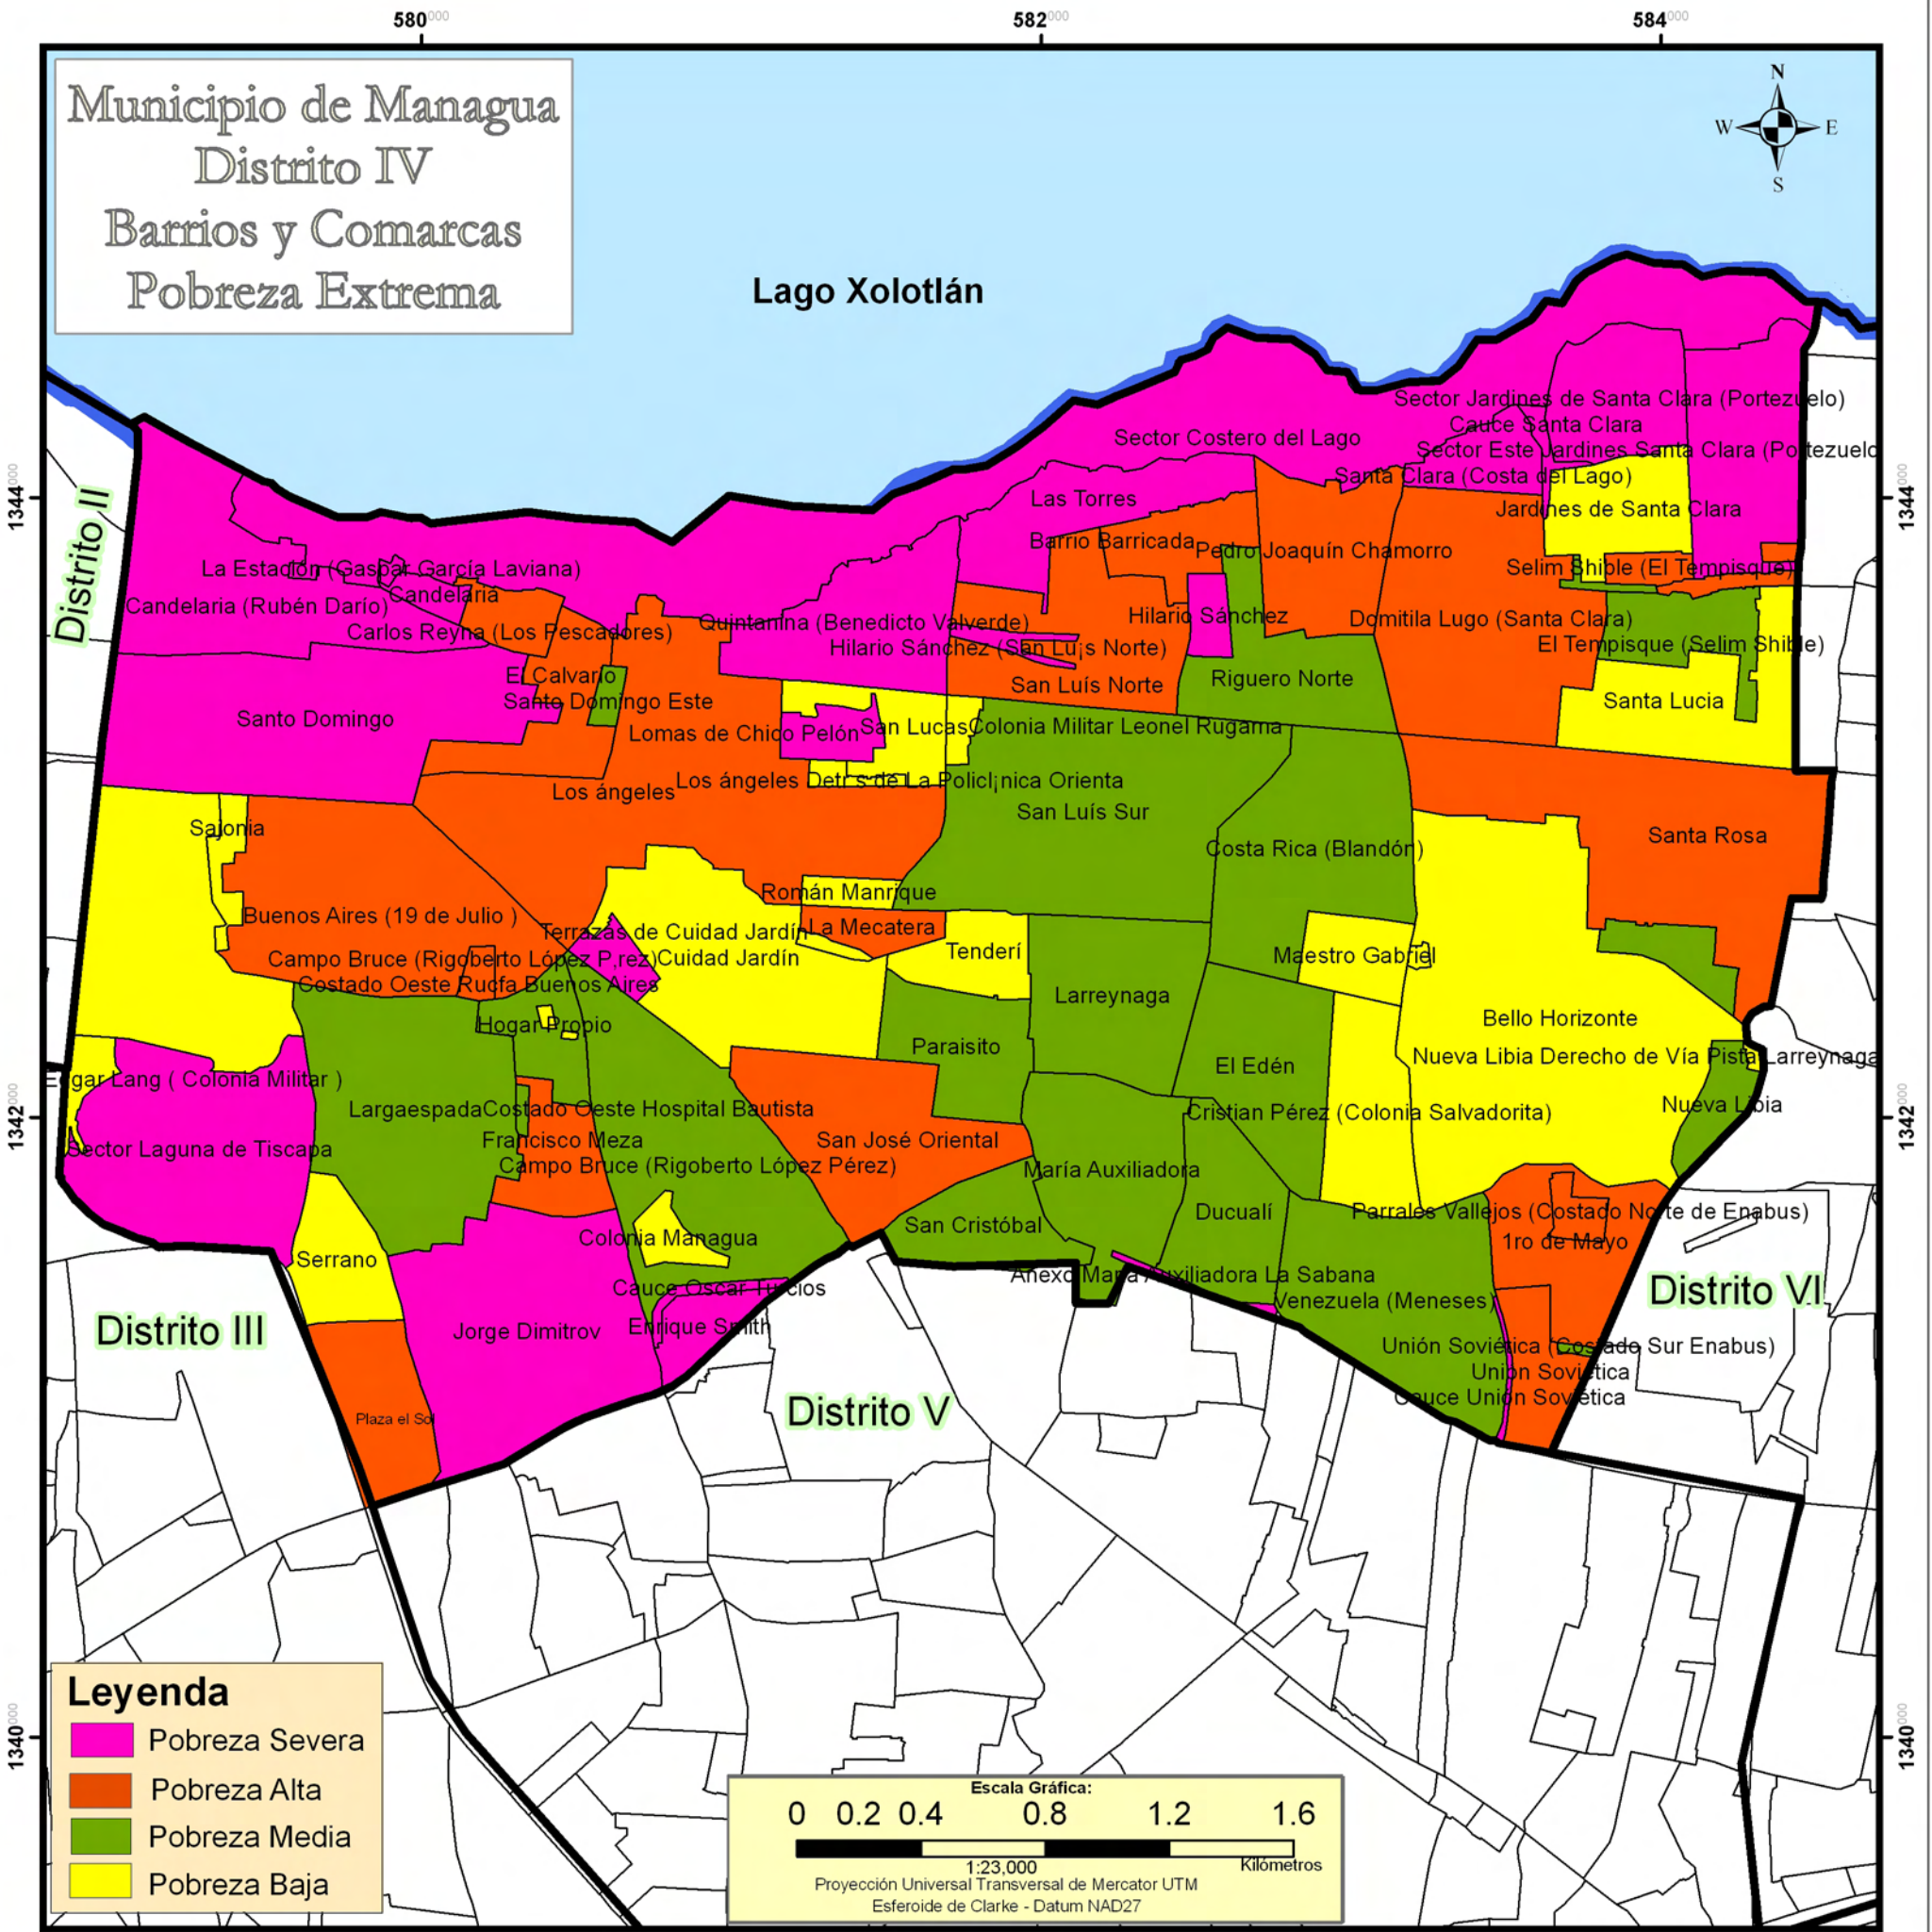 580000
582000
584000
Municipio de Managua
Distrito IV
Barrios y Comarcas
Pobreza Extrema
N
W
E
S
Lago Xolotlán
1344000
1344000
Distrito II
Sector Jardines de Santa Clara (Portezuelo)
Cauce Santa Clara
Sector Costero del Lago
Sector Este Jardines Santa Clara (Portezuelo
Santa Clara (Costa del Lago)
Las Torres
Jardines de Santa Clara
Barrio Barricada
Pedro Joaquín Chamorro
La Estación (Gaspar García Laviana)
Selim Shible (El Tempisque)
Candelaria
Candelaria (Rubén Darío)
Hilario Sánchez
Domitila Lugo (Santa Clara)
Quintanina (Benedicto Valverde)
Carlos Reyna (Los Pescadores)
El Tempisque (Selim Shible)
Hilario Sánchez (San Lu¡s Norte)
El Calvario
Riguero Norte
San Luís Norte
Santo Domingo Este
Santa Lucia
Santo Domingo
Lomas de Chico Pelón
San Lucas
Colonia Militar Leonel Rugama
Los ángeles Detr s de La Policl¡nica Orienta
Los ángeles
San Luís Sur
Sajonia
Santa Rosa
Costa Rica (Blandón)
Román Manrique
Buenos Aires (19 de Julio )
La Mecatera
Terrazas de Cuidad Jardín
Tenderí
Maestro Gabriel
Campo Bruce (Rigoberto López P,rez)
Cuidad Jardín
Costado Oeste Rucfa Buenos Aires
Larreynaga
Hogar Propio
Bello Horizonte
Paraisito
Nueva Libia Derecho de Vía Pista Larreynaga
El Edén
Edgar Lang ( Colonia Militar )
Nueva Libia
Largaespada
Costado Oeste Hospital Bautista
Cristian Pérez (Colonia Salvadorita)
1342000
1342000
Francisco Meza
San José Oriental
Sector Laguna de Tiscapa
Campo Bruce (Rigoberto López Pérez)
María Auxiliadora
Ducualí
Parrales Vallejos (Costado Norte de Enabus)
San Cristóbal
Colonia Managua
1ro de Mayo
Serrano
Anexo María Auxiliadora La Sabana
Cauce Oscar Turcios
Distrito VI
Venezuela (Meneses)
Enrique Smith
Jorge Dimitrov
Distrito III
Unión Soviética (Costado Sur Enabus)
Unión Soviética
Cauce Unión Soviética
Distrito V
Plaza el Sol
Leyenda
Pobreza Severa
Pobreza Alta
Pobreza Media
Pobreza Baja
1340000
1340000
Escala Gráfica:
0 0.2 0.4 0.8 1.2 1.6
1:23,000
Kilómetros
Proyección Universal Transversal de Mercator UTM
Esferoide de Clarke - Datum NAD27